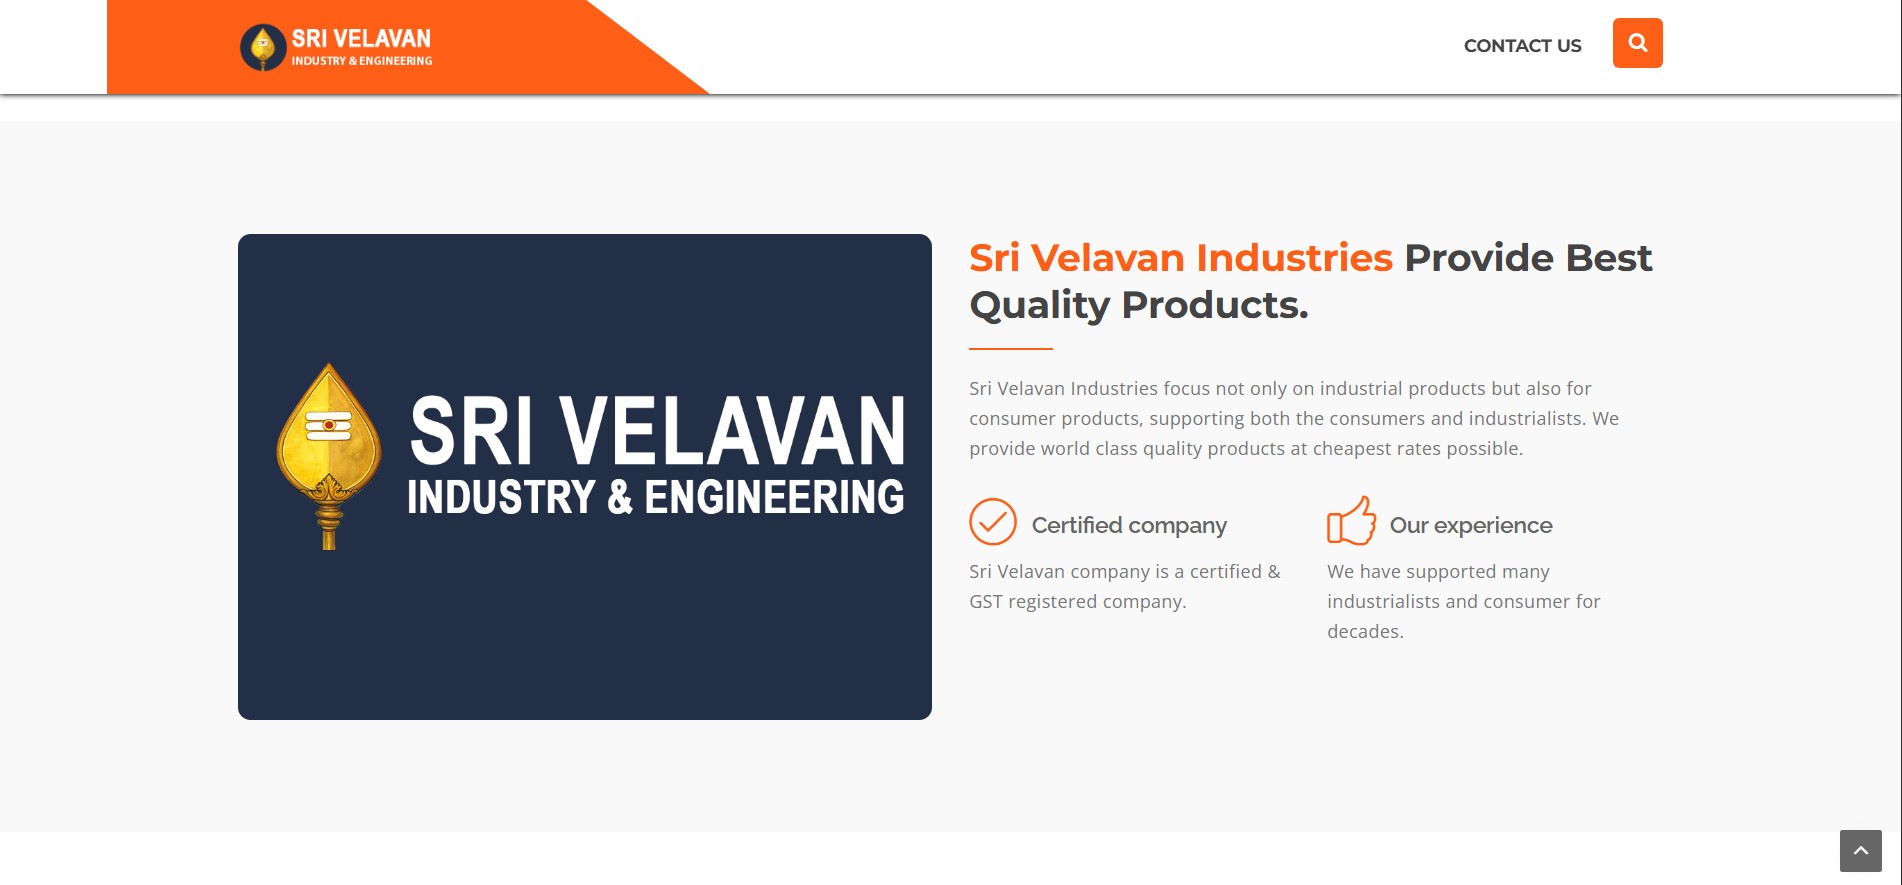 SRI VELAVAN
INDUSTRY & ENGINEERING
CONTACT US
SRI VELAVAN
INDUSTRY & ENGINEERING
Sri Velavan Industries Provide Best
Quality Products.
Sri Velavan Industries focus not only on industrial products but also for
consumer products, supporting both the consumers and industrialists. We
provide world class quality products at cheapest rates possible.
Certified company
Sri Velavan company is a certified &
GST registered company.
Our experience
We have supported many
industrialists and consumer for
decades.